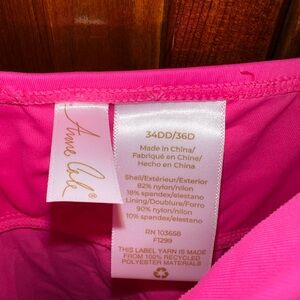 Anne Cole
34DD/36D
Made in China/
Fabriqué en Chine/
Hecho en China
Shell/Extérieur/Exterior
82% nylon/nilon
18% spandex/elastano
Lining/Doublure/Forro
90% nylon/nilon
10% spandex/elastano
RN 103658
F1299
THIS LABEL YARN IS MADE
FROM 100% RECYCLED
POLYESTER MATERIALS